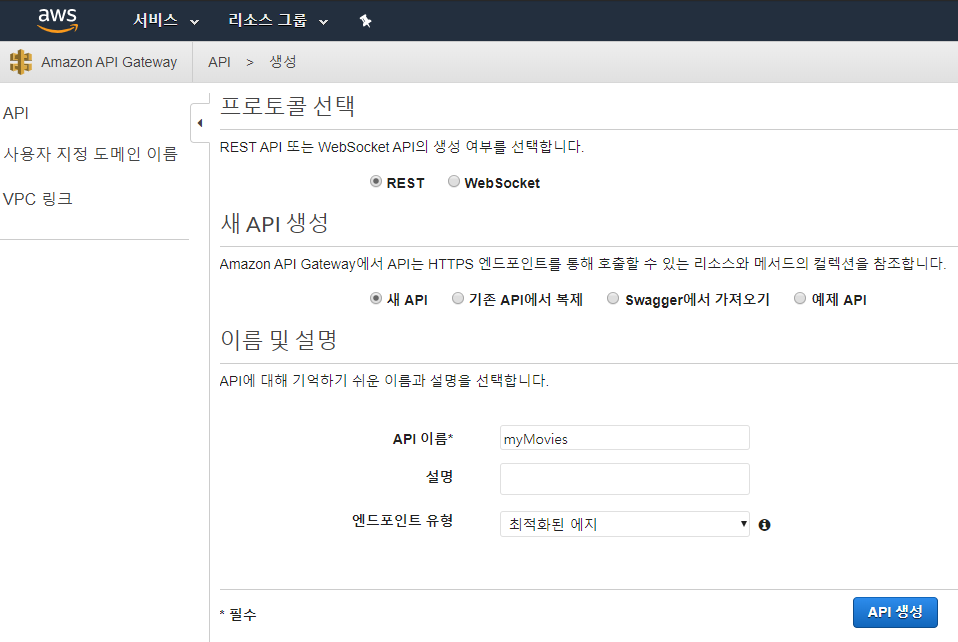 aws 서비스 리소스 그룹
Amazon API Gateway API > 생성
API
사용자 지정 도메인 이름
VPC 링크
프로토콜 선택
REST API 또는 WebSocket API의 생성 여부를 선택합니다.
REST WebSocket
새 API 생성
Amazon API Gateway에서 API는 HTTPS 엔드포인트를 통해 호출할 수 있는 리소스와 메서드의 컬렉션을 참조합니다.
새 API 기존 API에서 복제 Swagger에서 가져오기 예제 API
이름 및 설명
API에 대해 기억하기 쉬운 이름과 설명을 선택합니다.
API 이름* myMovies
설명
엔드포인트 유형 최적화된 에지
* 필수 API 생성